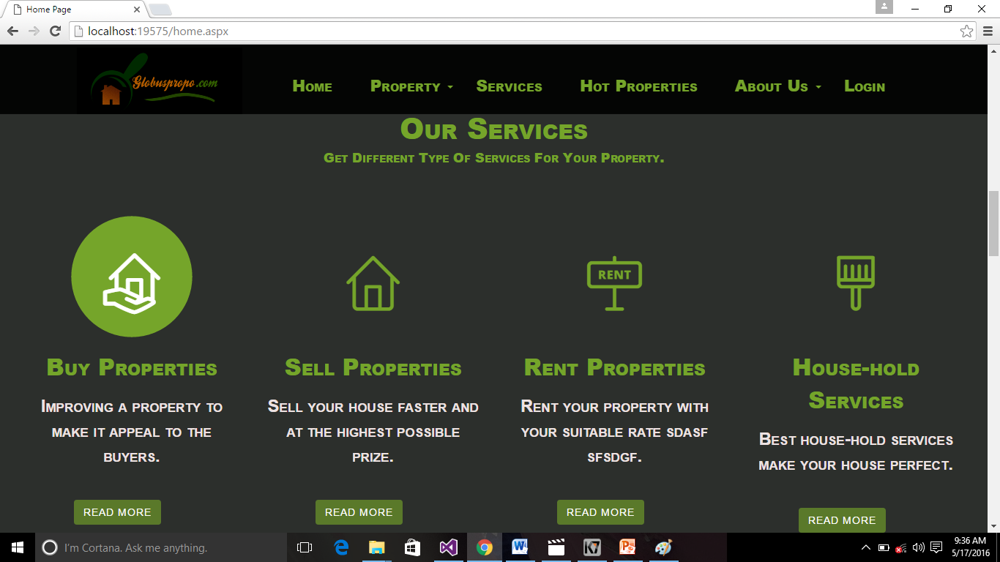 Home Page
localhost:19575/home.aspx
Globuspropo.com
Home Property Services Hot Properties About Us Login
Our Services
Get Different Type Of Services For Your Property.
RENT
Buy Properties
Improving a property to
make it appeal to the
buyers.
READ MORE
Sell Properties
Sell your house faster and
at the highest possible
prize.
READ MORE
Rent Properties
Rent your property with
your suitable rate sdasf
sfsdgf.
READ MORE
House-hold
Services
Best house-hold services
make your house perfect.
READ MORE
I'm Cortana. Ask me anything.
9:36 AM
5/17/2016